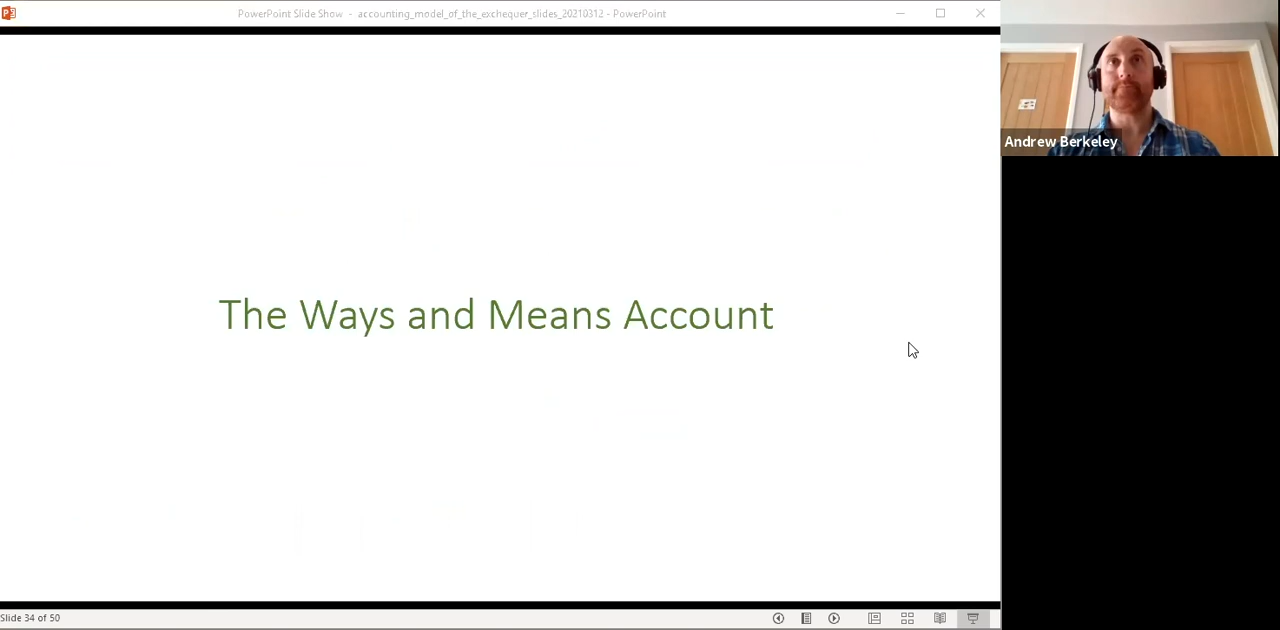 PowerPoint Slide Show - accounting_model_of_the_exchequer_slides_20210312 - PowerPoint
Andrew Berkeley
The Ways and Means Account
Slide 34 of 50